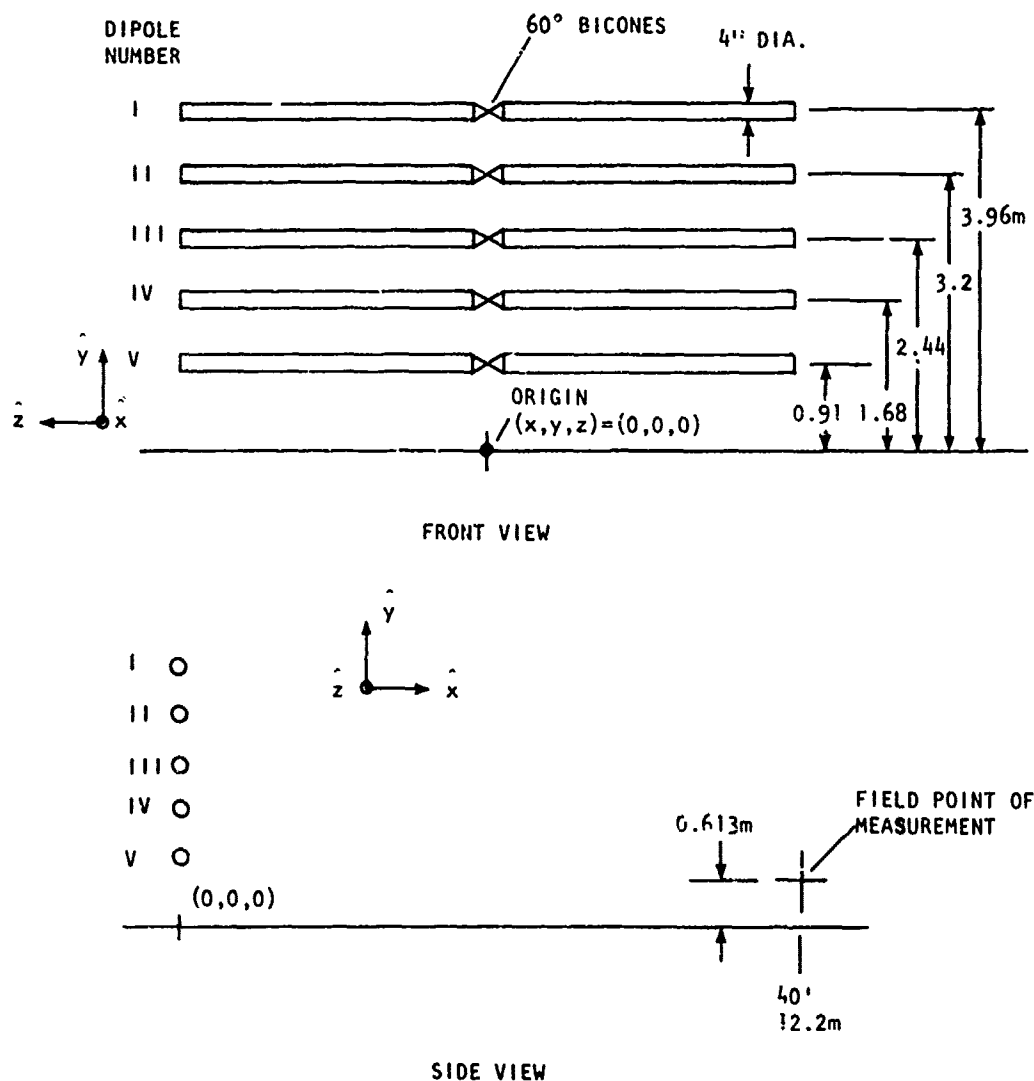 DIPOLE
NUMBER
60° BICONES
4" DIA.
I
II
III
IV
V
3.96m
3.2
2.44
1.68
0.91
ŷ
ẑ
x̂
ORIGIN
(x,y,z)=(0,0,0)
FRONT VIEW
ŷ
ẑ
x̂
I
II
III
IV
V
(0,0,0)
0.613m
FIELD POINT OF
MEASUREMENT
40'
12.2m
SIDE VIEW